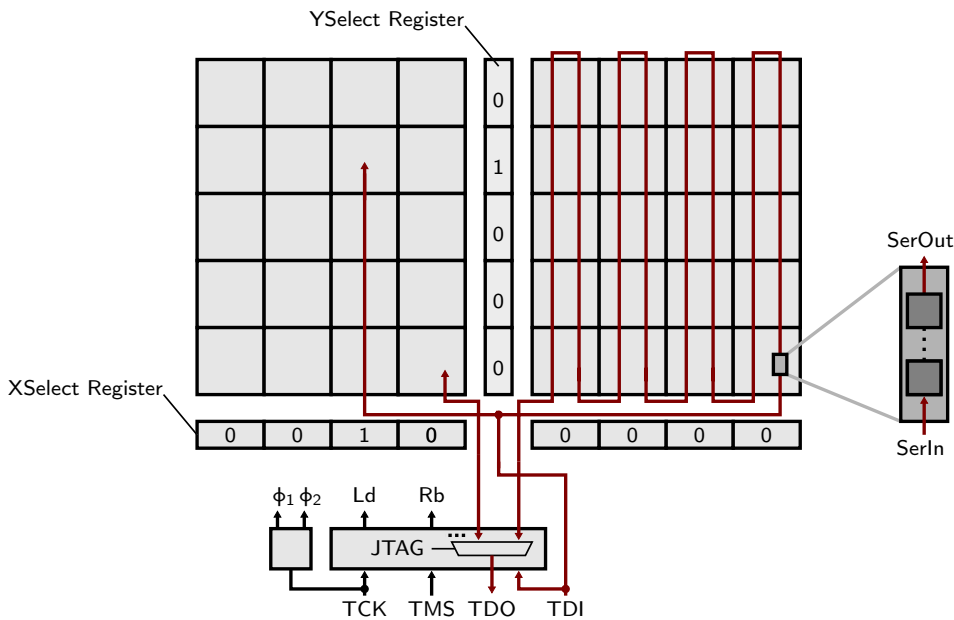 YSelect Register
0
1
0
0
0
SerOut
XSelect Register
0 0 1 0
0 0 0 0
SerIn
ϕ1 ϕ2 Ld Rb
...
JTAG
TCK TMS TDO TDI